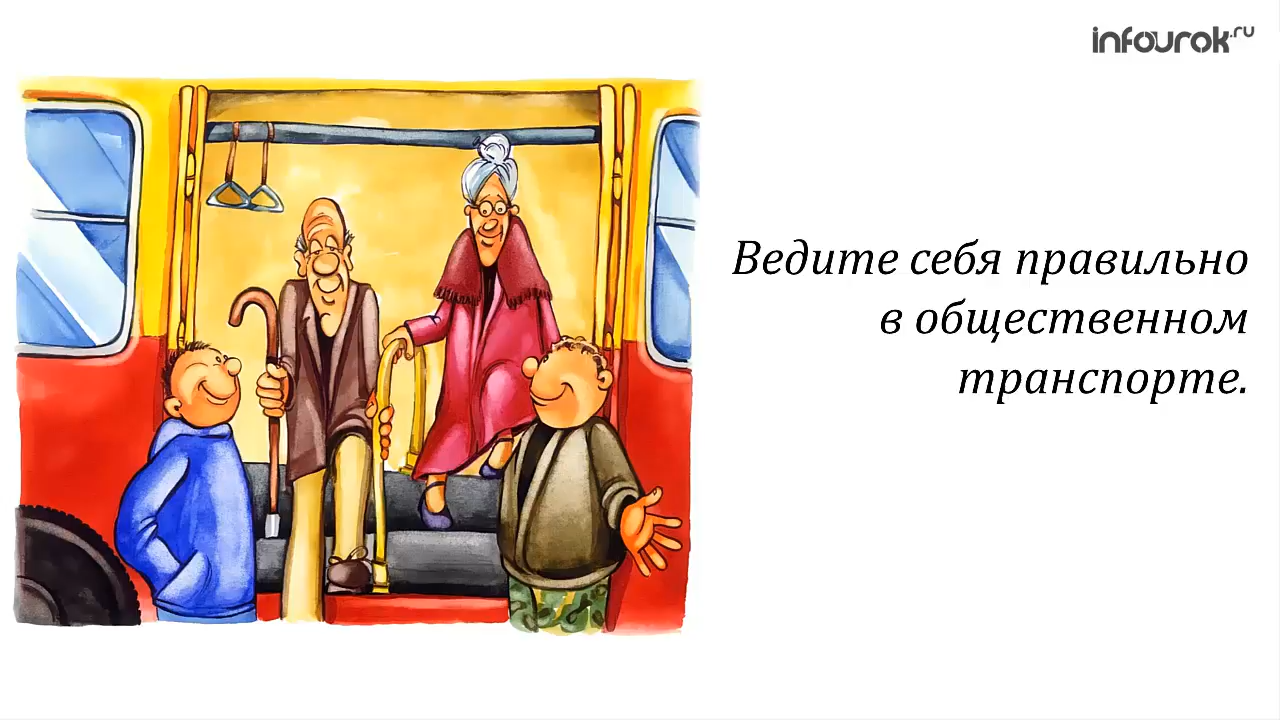 infourok.ru
Ведите себя правильно
в общественном
транспорте.